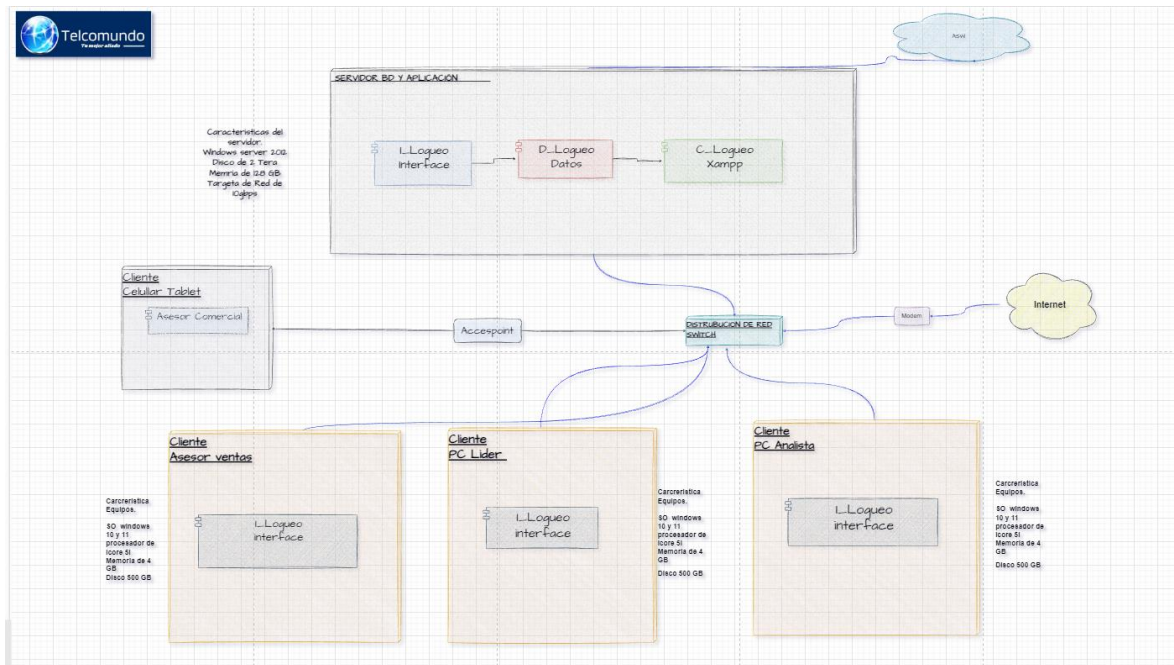 Telcomundo
Tu mejor aliado
ASW
SERVIDOR BD Y APLICACIÓN
Caracteristicas del
servidor.
Windows server 2012
Disco de 2 Tera
Memria de 128 GB
Targeta de Red de
10gbps
I_Logueo
Interface
D_Logueo
Datos
C_Logueo
Xampp
Cliente
Celullar Tablet
Asesor Comercial
Accespoint
DISTRUBUCION DE RED
SWITCH
Modem
Internet
Cliente
Asesor ventas
I_Logueo
interface
Carcreristica
Equipos.
SO windows
10 y 11
procesador de
Icore 5I
Memoria de 4
GB
Disco 500 GB
Cliente
PC Lider
I_Logueo
interface
Carcreristica
Equipos.
SO windows
10 y 11
procesador de
Icore 5I
Memoria de 4
GB
Disco 500 GB
Cliente
PC Analista
I_Logueo
interface
Carcreristica
Equipos.
SO windows
10 y 11
procesador de
Icore 5I
Memoria de 4
GB
Disco 500 GB